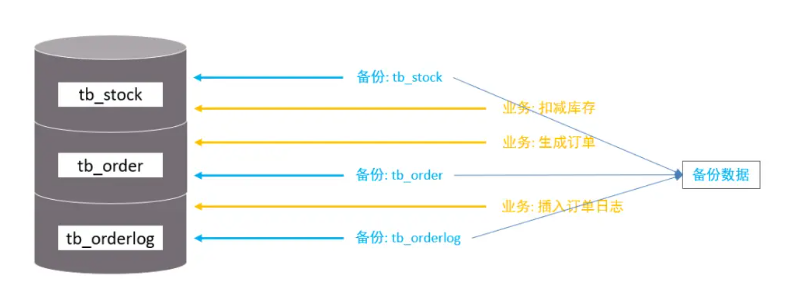 备份: tb_stock
tb_stock
业务: 扣减库存
业务: 生成订单
tb_order
备份: tb_order
备份数据
业务: 插入订单日志
tb_orderlog
备份: tb_orderlog